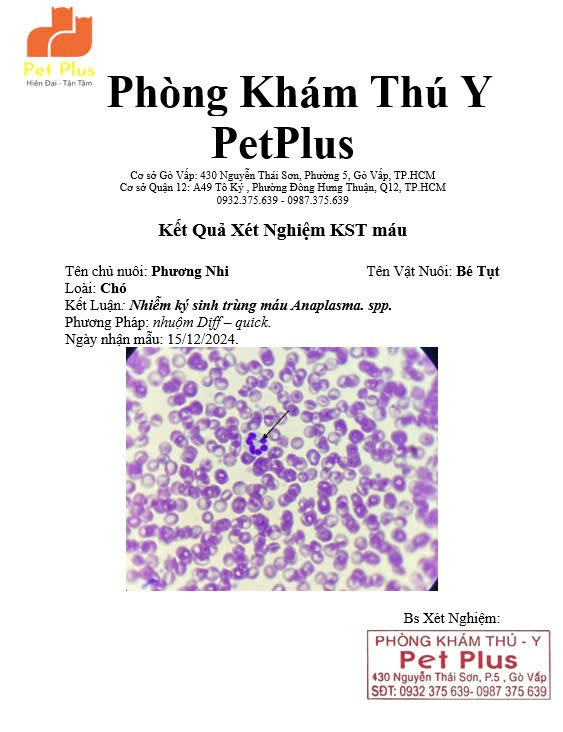 Pet Plus
Hiện Đại - Tận Tâm
Phòng Khám Thú Y
PetPlus
Cơ sở Gò Vấp: 430 Nguyễn Thái Sơn, Phường 5, Gò Vấp, TP.HCM
Cơ sở Quận 12: A49 Tô Ký , Phường Đông Hưng Thuận, Q12, TP.HCM
0932.375.639 - 0987.375.639
Kết Quả Xét Nghiệm KST máu
Tên chủ nuôi: Phương Nhi Tên Vật Nuôi: Bé Tụt
Loài: Chó
Kết Luận: Nhiễm ký sinh trùng máu Anaplasma. spp.
Phương Pháp: nhuộm Diff – quick.
Ngày nhận mẫu: 15/12/2024.
Bs Xét Nghiệm:
PHÒNG KHÁM THÚ - Y
Pet Plus
430 Nguyễn Thái Sơn, P.5 , Gò Vấp
SĐT: 0932 375 639- 0987 375 639